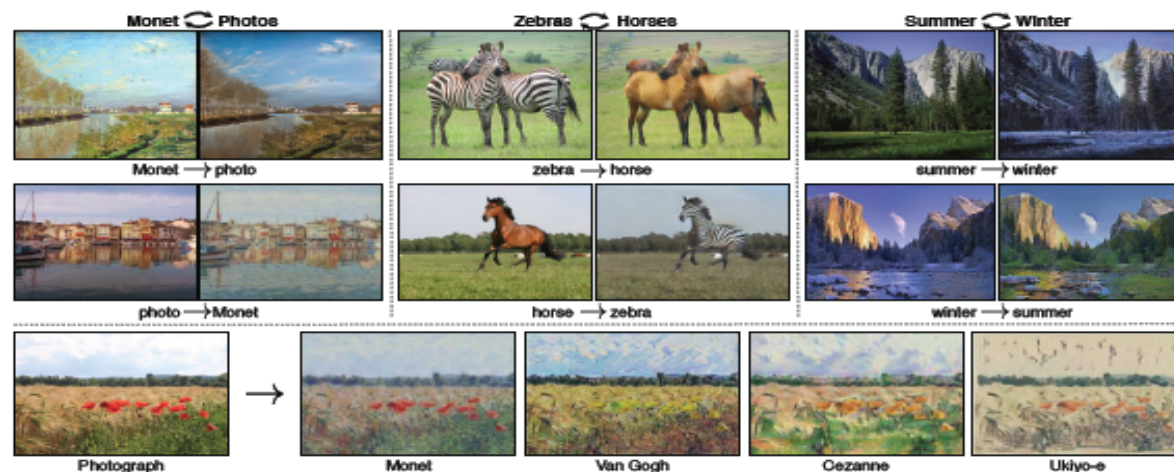 Monet Photos
Zebras Horses
Summer Winter
Monet → photo
zebra → horse
summer → winter
photo → Monet
horse → zebra
winter → summer
Photograph
Monet
Van Gogh
Cezanne
Ukiyo-e